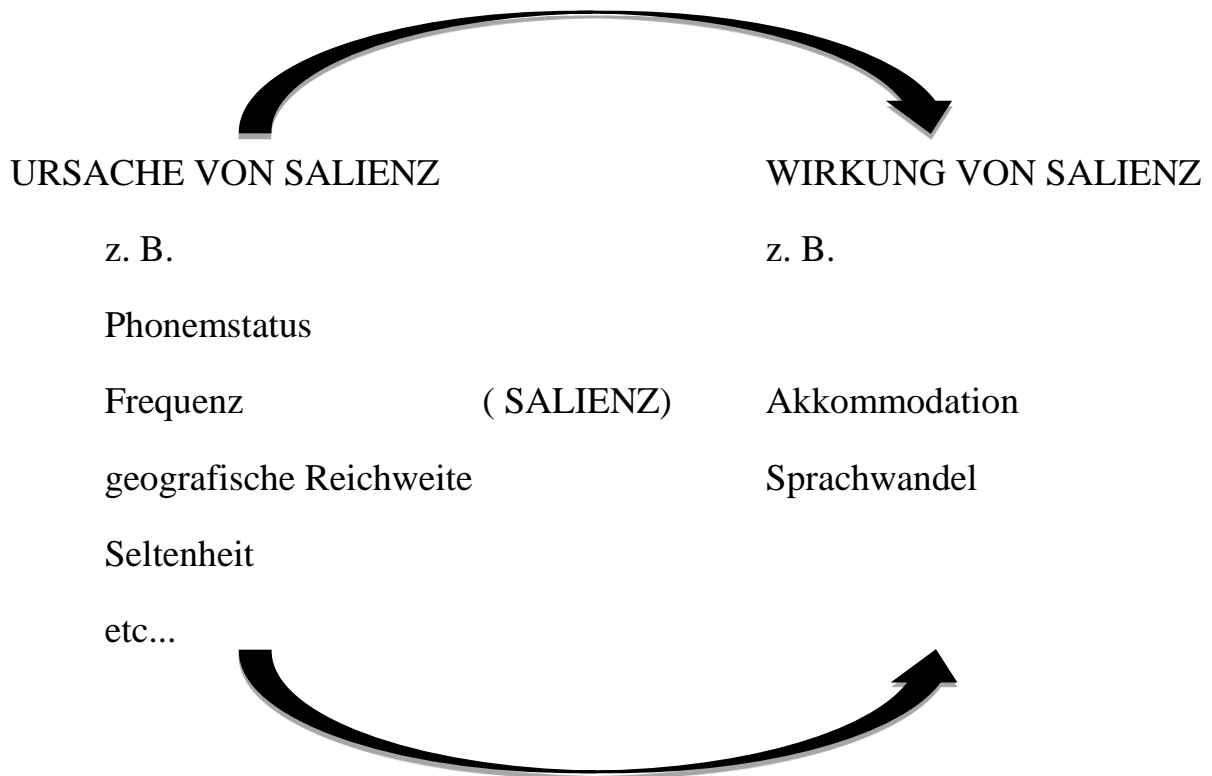 URSACHE VON SALIENZ WIRKUNG VON SALIENZ
z. B. z. B.
Phonemstatus
Frequenz ( SALIENZ) Akkommodation
geografische Reichweite Sprachwandel
Seltenheit
etc...